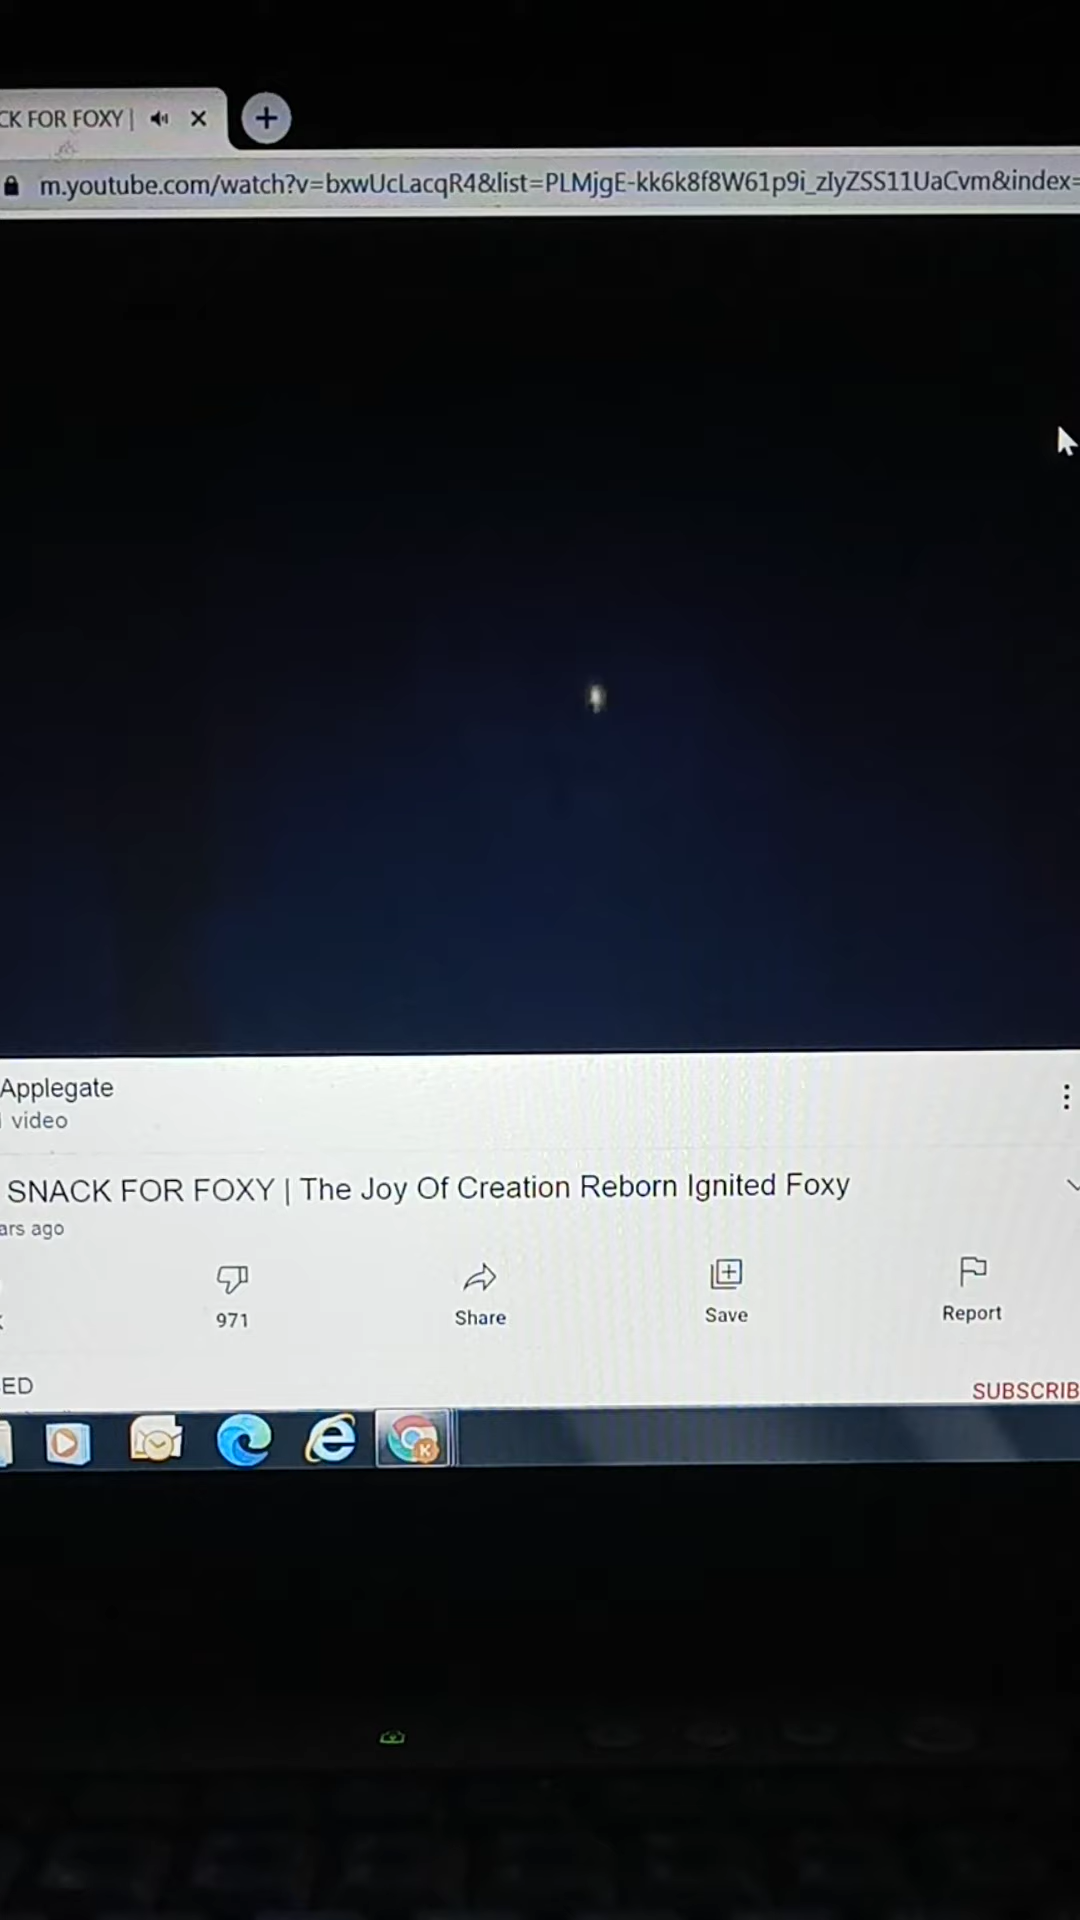 CK FOR FOXY |
m.youtube.com/watch?v=bxwUcLacqR4&list=PLMjgE-kk6k8f8W61p9i_zIyZSS11UaCvm&index=
Applegate
video
SNACK FOR FOXY | The Joy Of Creation Reborn Ignited Foxy
ars ago
971
Share
Save
Report
ED
SUBSCRIB
K